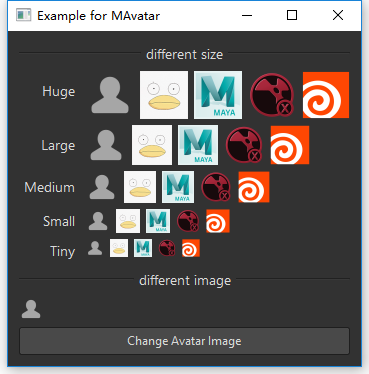 Example for MAvatar
different size
Huge
MAYA
X
Large
MAYA
X
Medium
MAYA
Small
Tiny
different image
Change Avatar Image